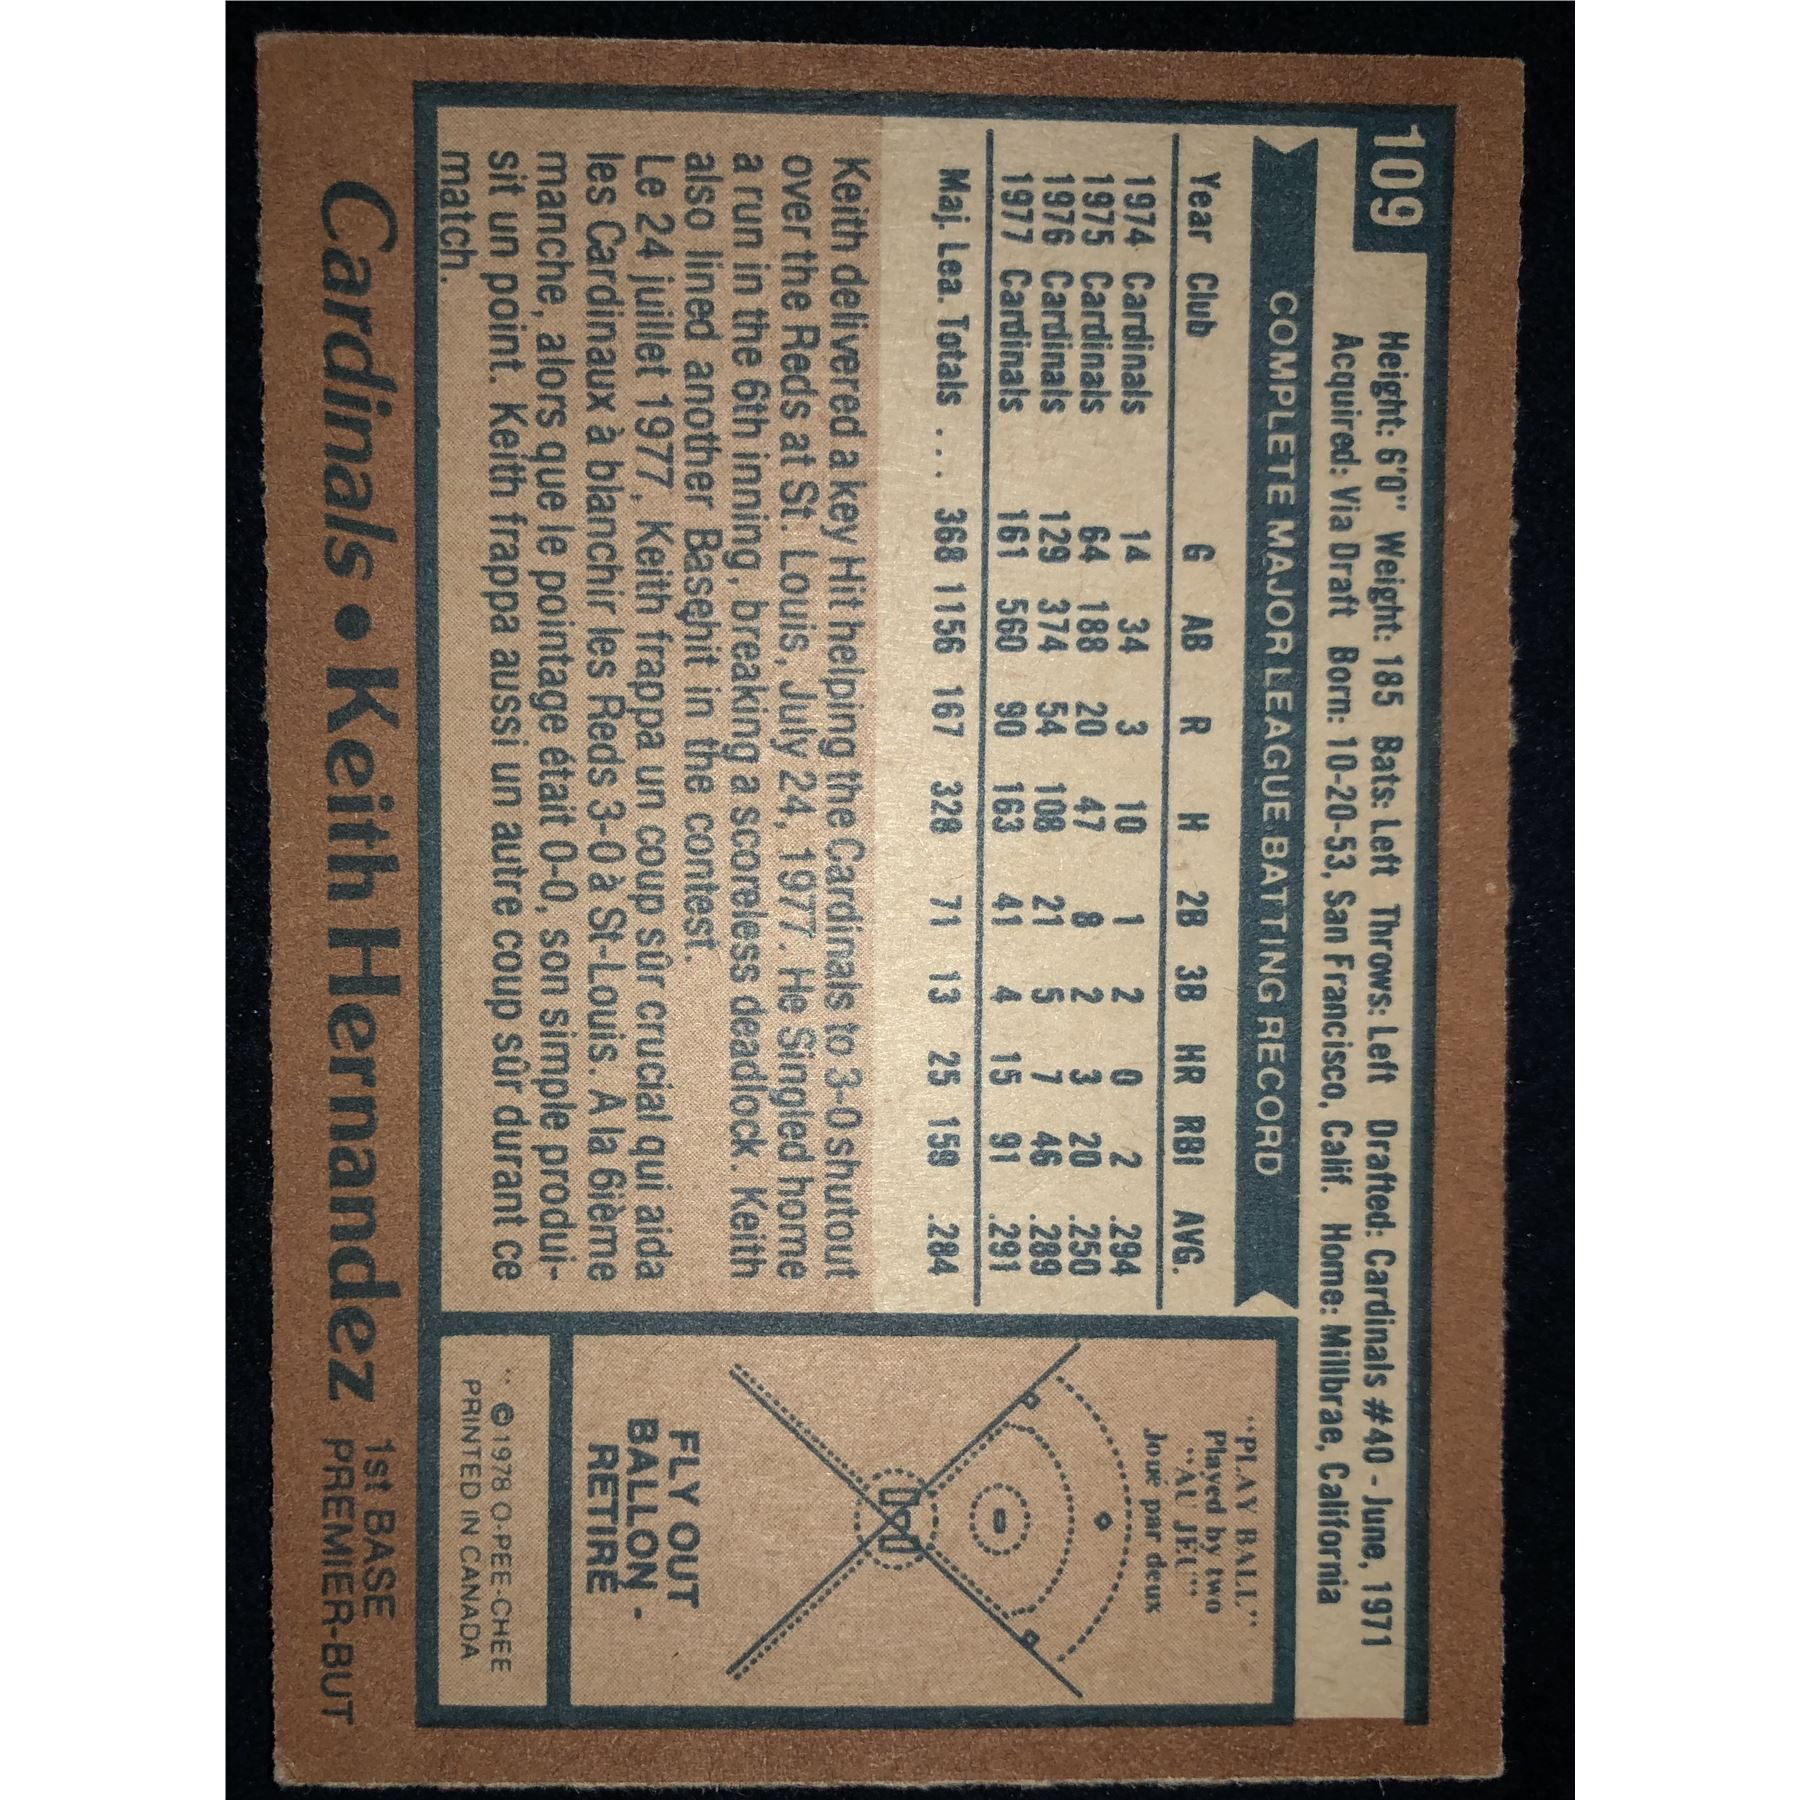 109
Height: 6'0" Weight: 185 Bats: Left Throws: Left Drafted: Cardinals #40 - June, 1971
Acquired: Via Draft Born: 10-20-53, San Francisco, Calif. Home: Millbrae, California
COMPLETE MAJOR LEAGUE BATTING RECORD
Year Club G AB R H 2B 3B HR RBI AVG.
1974 Cardinals 14 34 3 10 1 2 0 2 .294
1975 Cardinals 64 188 20 47 8 2 3 20 .250
1976 Cardinals 129 374 54 108 21 5 7 46 .289
1977 Cardinals 161 560 90 163 41 4 15 91 .291
Maj. Lea. Totals ... 368 1156 167 328 71 13 25 159 .284
Keith delivered a key Hit helping the Cardinals to 3-0 shutout
over the Reds at St. Louis, July 24, 1977. He Singled home
a run in the 6th inning, breaking a scoreless deadlock. Keith
also lined another Basehit in the contest.
Le 24 juillet 1977, Keith frappa un coup sûr crucial qui aida
les Cardinaux à blanchir les Reds 3-0 à St-Louis. A la 6ième
manche, alors que le pointage était 0-0, son simple produi-
sit un point. Keith frappa aussi un autre coup sûr durant ce
match.
"PLAY BALL"
Played by two
"AU JEU"
Joué par deux
FLY OUT
BALLON -
RETIRÉ
©1978 O-PEE-CHEE
PRINTED IN CANADA
Cardinals • Keith Hernandez 1st BASE
PREMIER-BUT